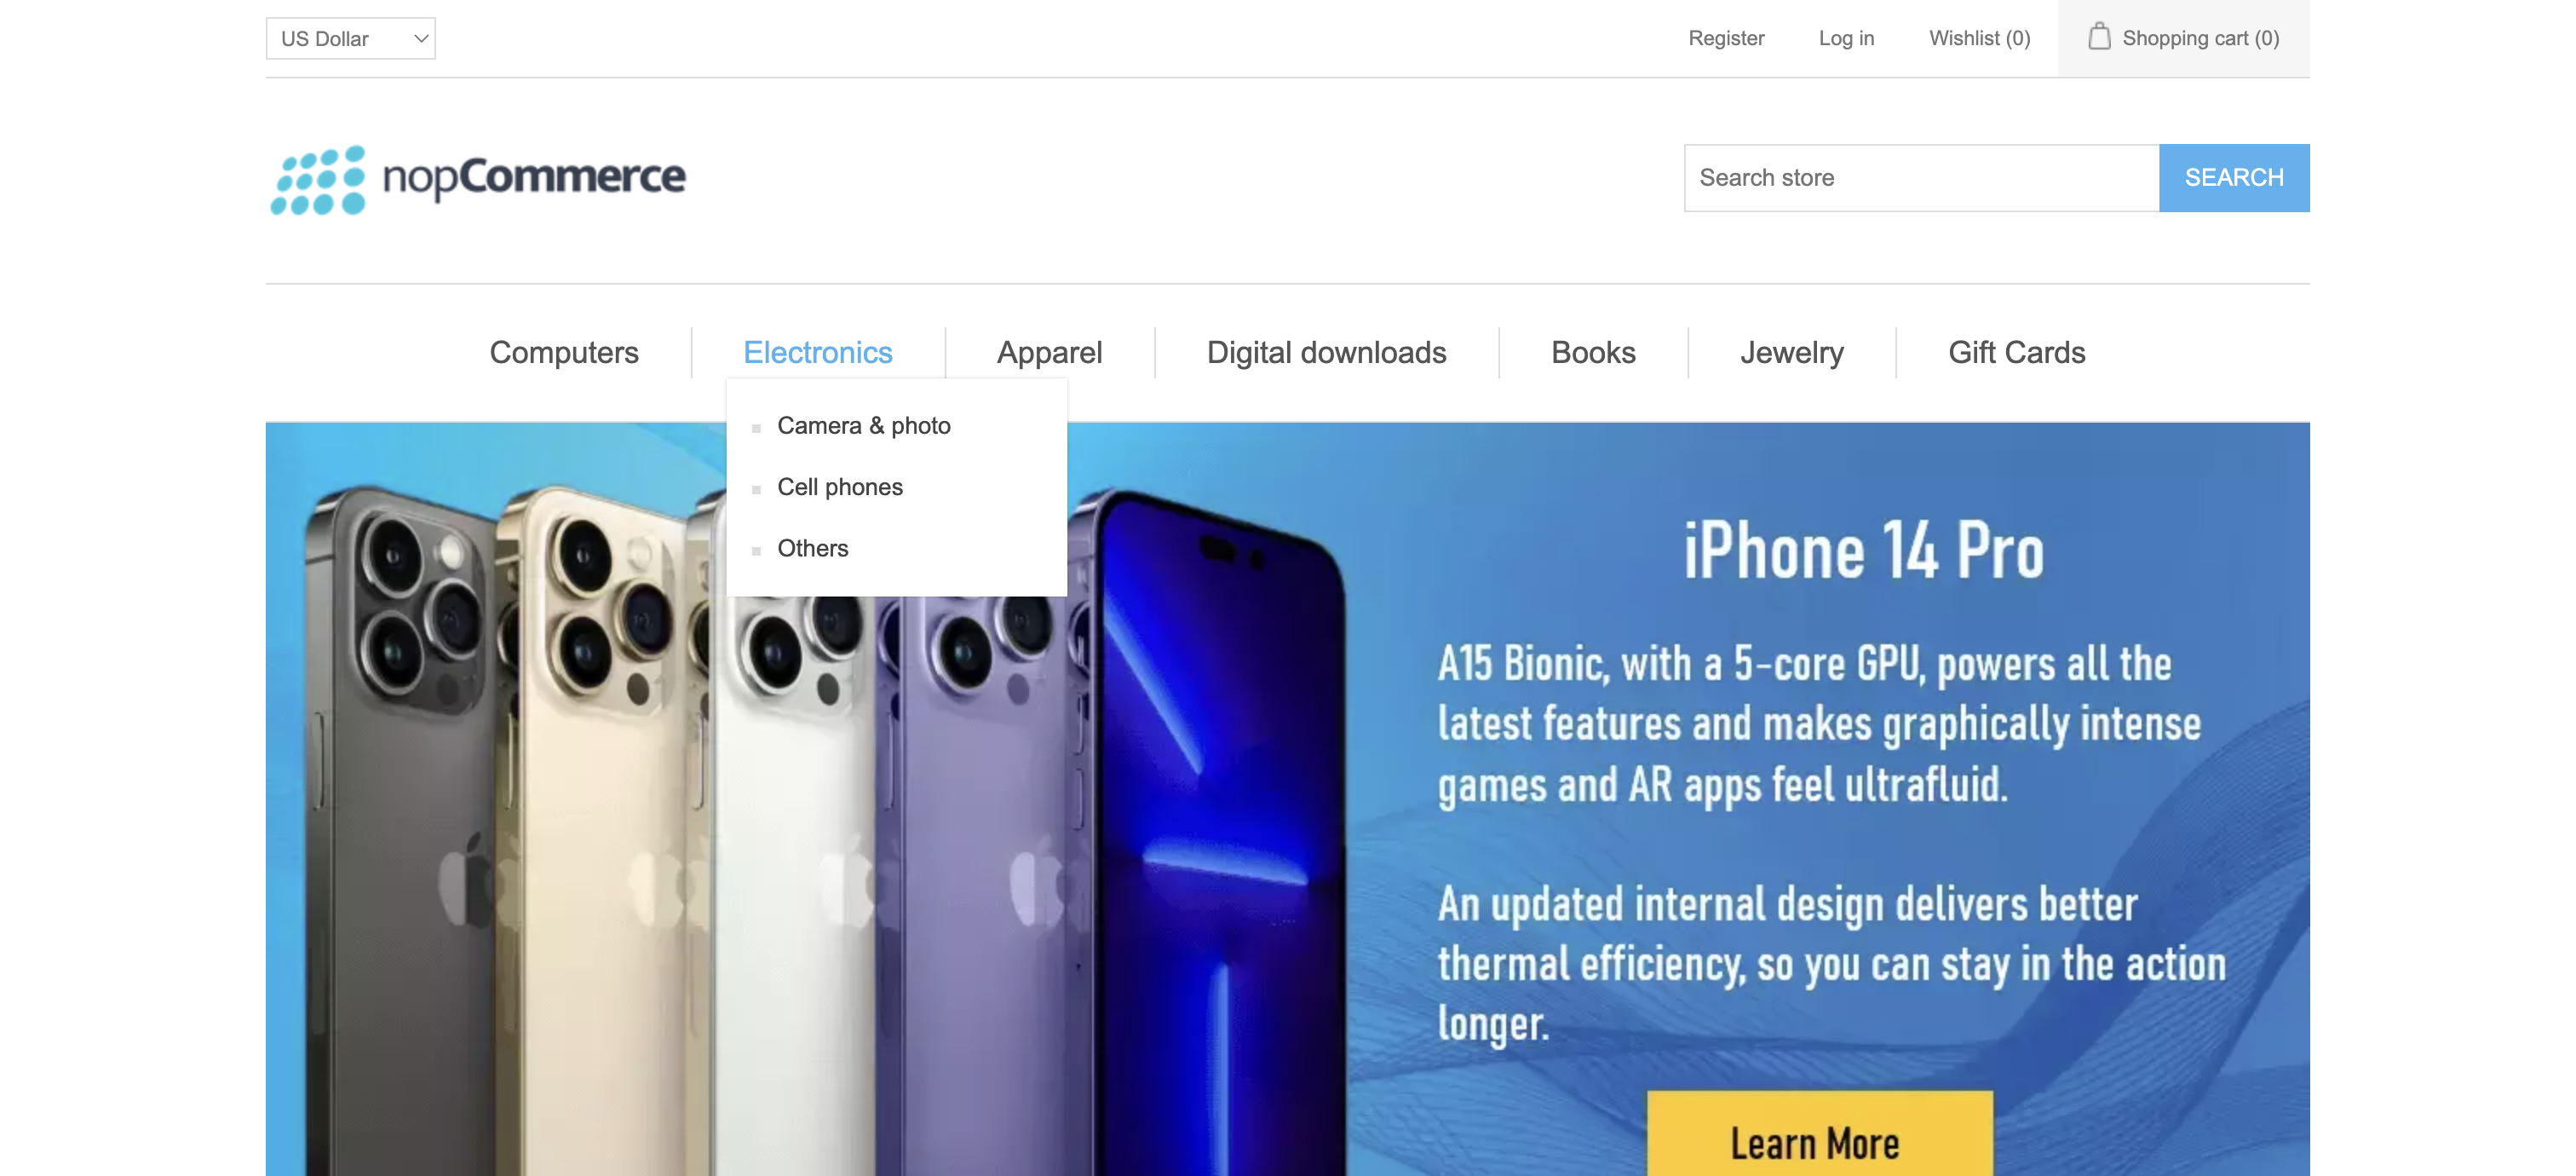 US Dollar
Register
Log in
Wishlist (0)
Shopping cart (0)
nopCommerce
Search store
SEARCH
Computers
Electronics
Apparel
Digital downloads
Books
Jewelry
Gift Cards
Camera & photo
Cell phones
Others
iPhone 14 Pro
A15 Bionic, with a 5-core GPU, powers all the
latest features and makes graphically intense
games and AR apps feel ultrafluid.
An updated internal design delivers better
thermal efficiency, so you can stay in the action
longer.
Learn More